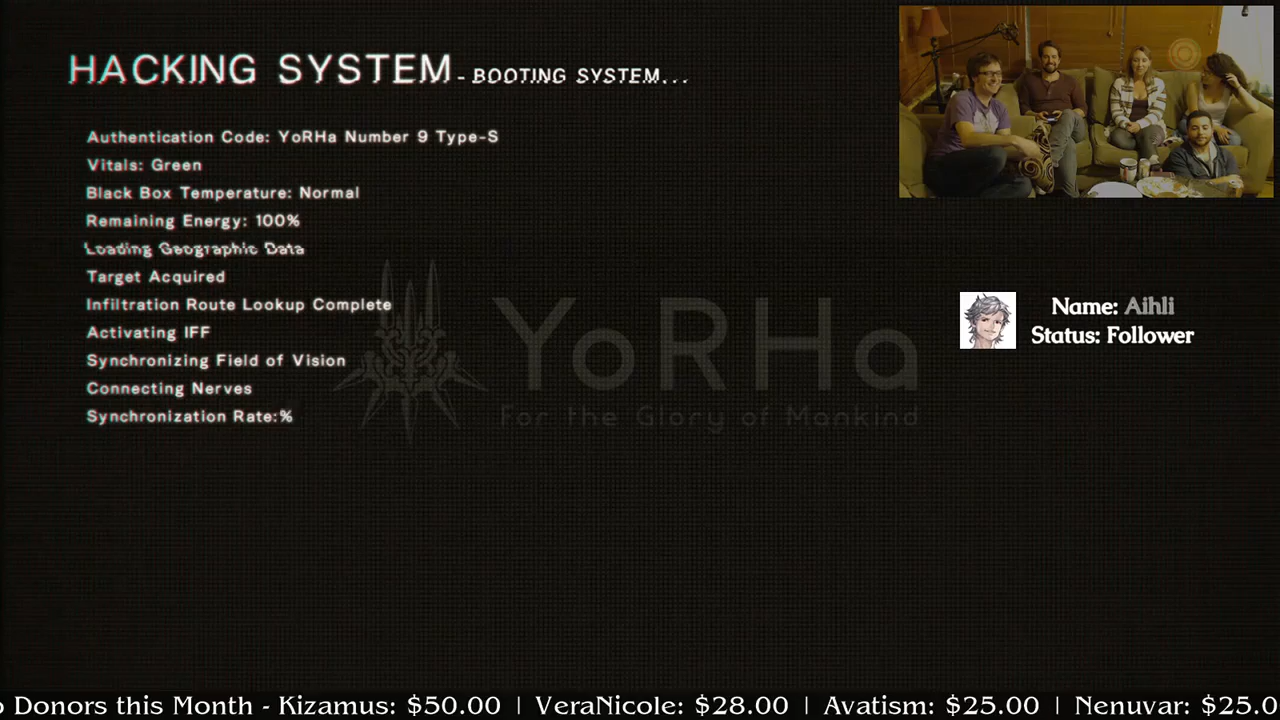 HACKING SYSTEM - BOOTING SYSTEM...
Authentication Code: YoRHa Number 9 Type-S
Vitals: Green
Black Box Temperature: Normal
Remaining Energy: 100%
Loading Geographic Data
Target Acquired
Infiltration Route Lookup Complete
Activating IFF
Synchronizing Field of Vision
Connecting Nerves
Synchronization Rate:%
YoRHa
For the Glory of Mankind
Name: Aihli
Status: Follower
Donors this Month - Kizamus: $50.00 | VeraNicole: $28.00 | Avatism: $25.00 | Nenuvar: $25.0